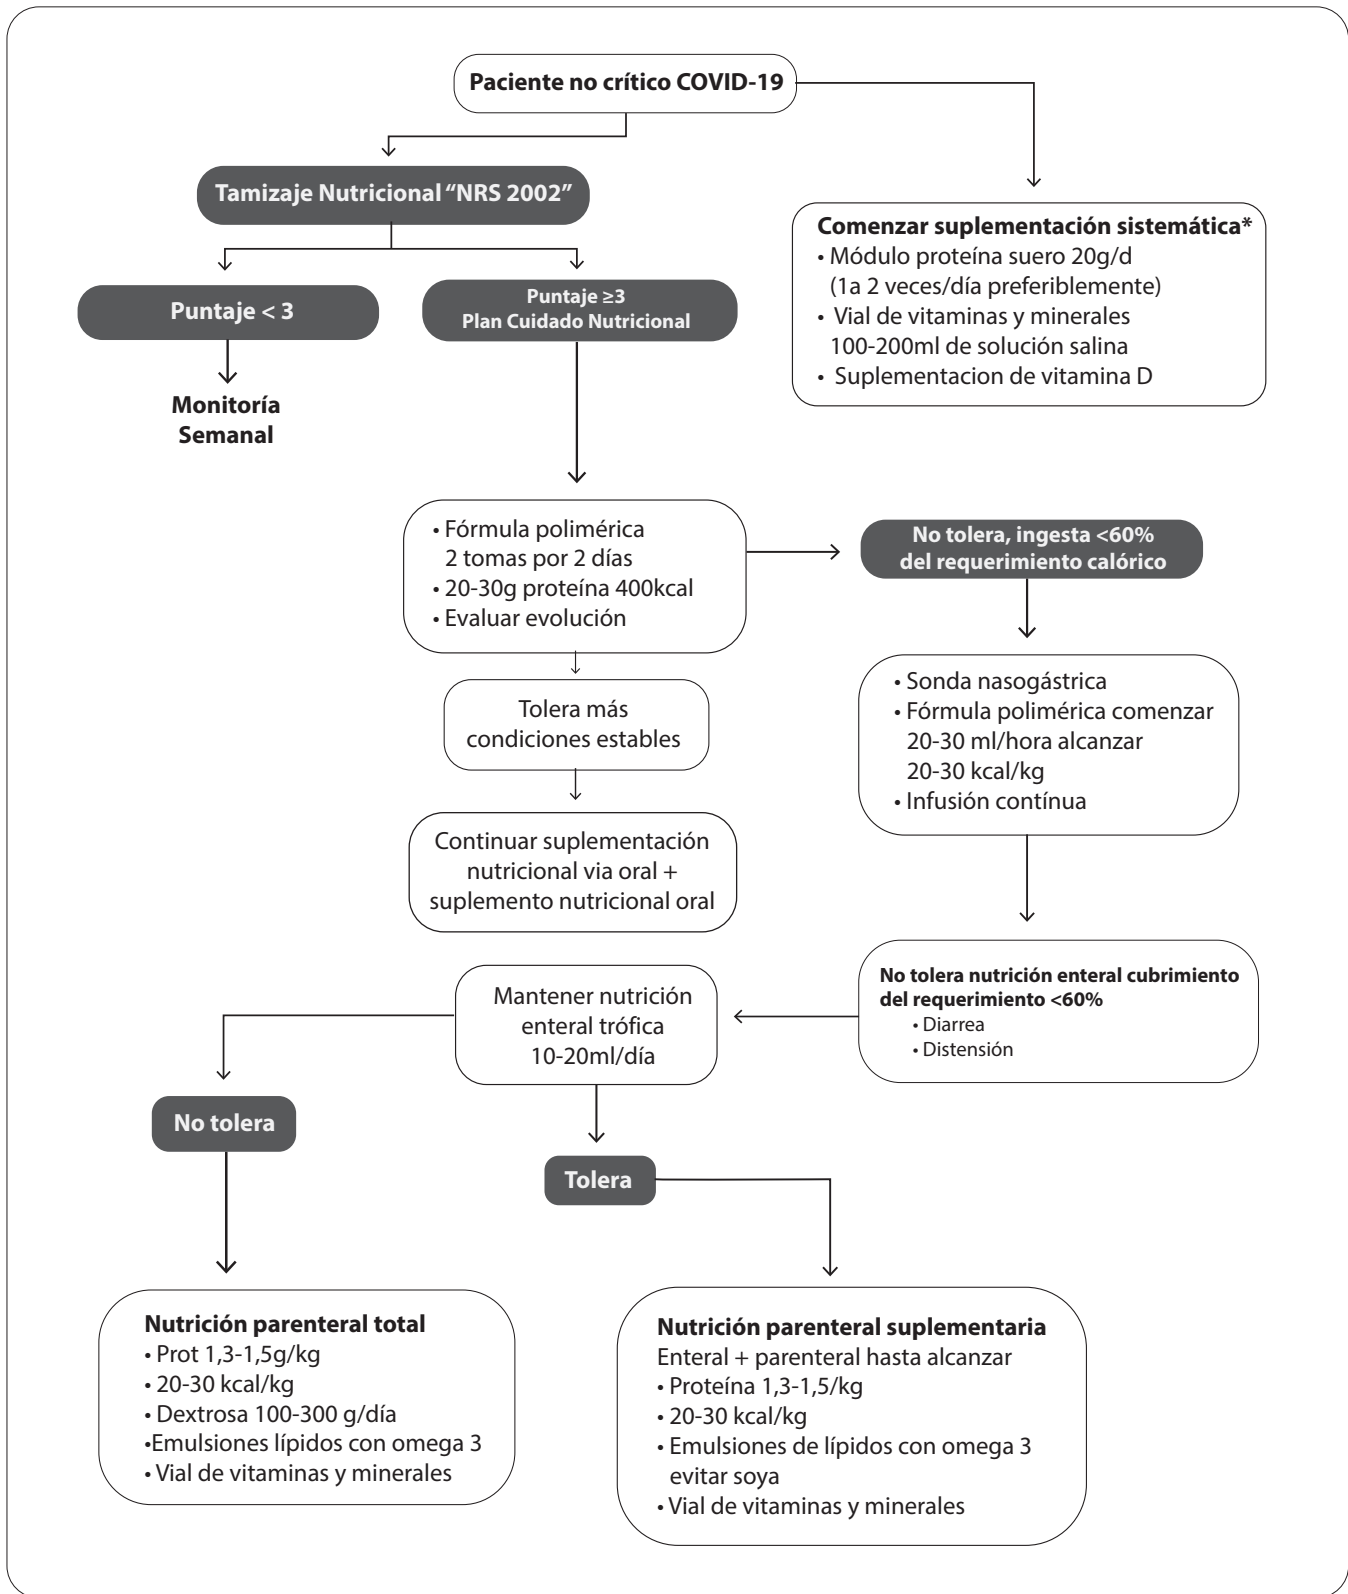 Paciente no crítico COVID-19
Tamizaje Nutricional “NRS 2002”
Comenzar suplementación sistemática*
• Módulo proteína suero 20g/d
(1a 2 veces/día preferiblemente)
• Vial de vitaminas y minerales
100-200ml de solución salina
• Suplementacion de vitamina D
Puntaje < 3
Puntaje ≥3
Plan Cuidado Nutricional
Monitoría
Semanal
• Fórmula polimérica
2 tomas por 2 días
• 20-30g proteína 400kcal
• Evaluar evolución
No tolera, ingesta <60%
del requerimiento calórico
Tolera más
condiciones estables
• Sonda nasogástrica
• Fórmula polimérica comenzar
20-30 ml/hora alcanzar
20-30 kcal/kg
• Infusión contínua
Continuar suplementación
nutricional via oral +
suplemento nutricional oral
No tolera nutrición enteral cubrimiento
del requerimiento <60%
• Diarrea
• Distensión
Mantener nutrición
enteral trófica
10-20ml/día
No tolera
Tolera
Nutrición parenteral total
• Prot 1,3-1,5g/kg
• 20-30 kcal/kg
• Dextrosa 100-300 g/día
•Emulsiones lípidos con omega 3
• Vial de vitaminas y minerales
Nutrición parenteral suplementaria
Enteral + parenteral hasta alcanzar
• Proteína 1,3-1,5/kg
• 20-30 kcal/kg
• Emulsiones de lípidos con omega 3
evitar soya
• Vial de vitaminas y minerales